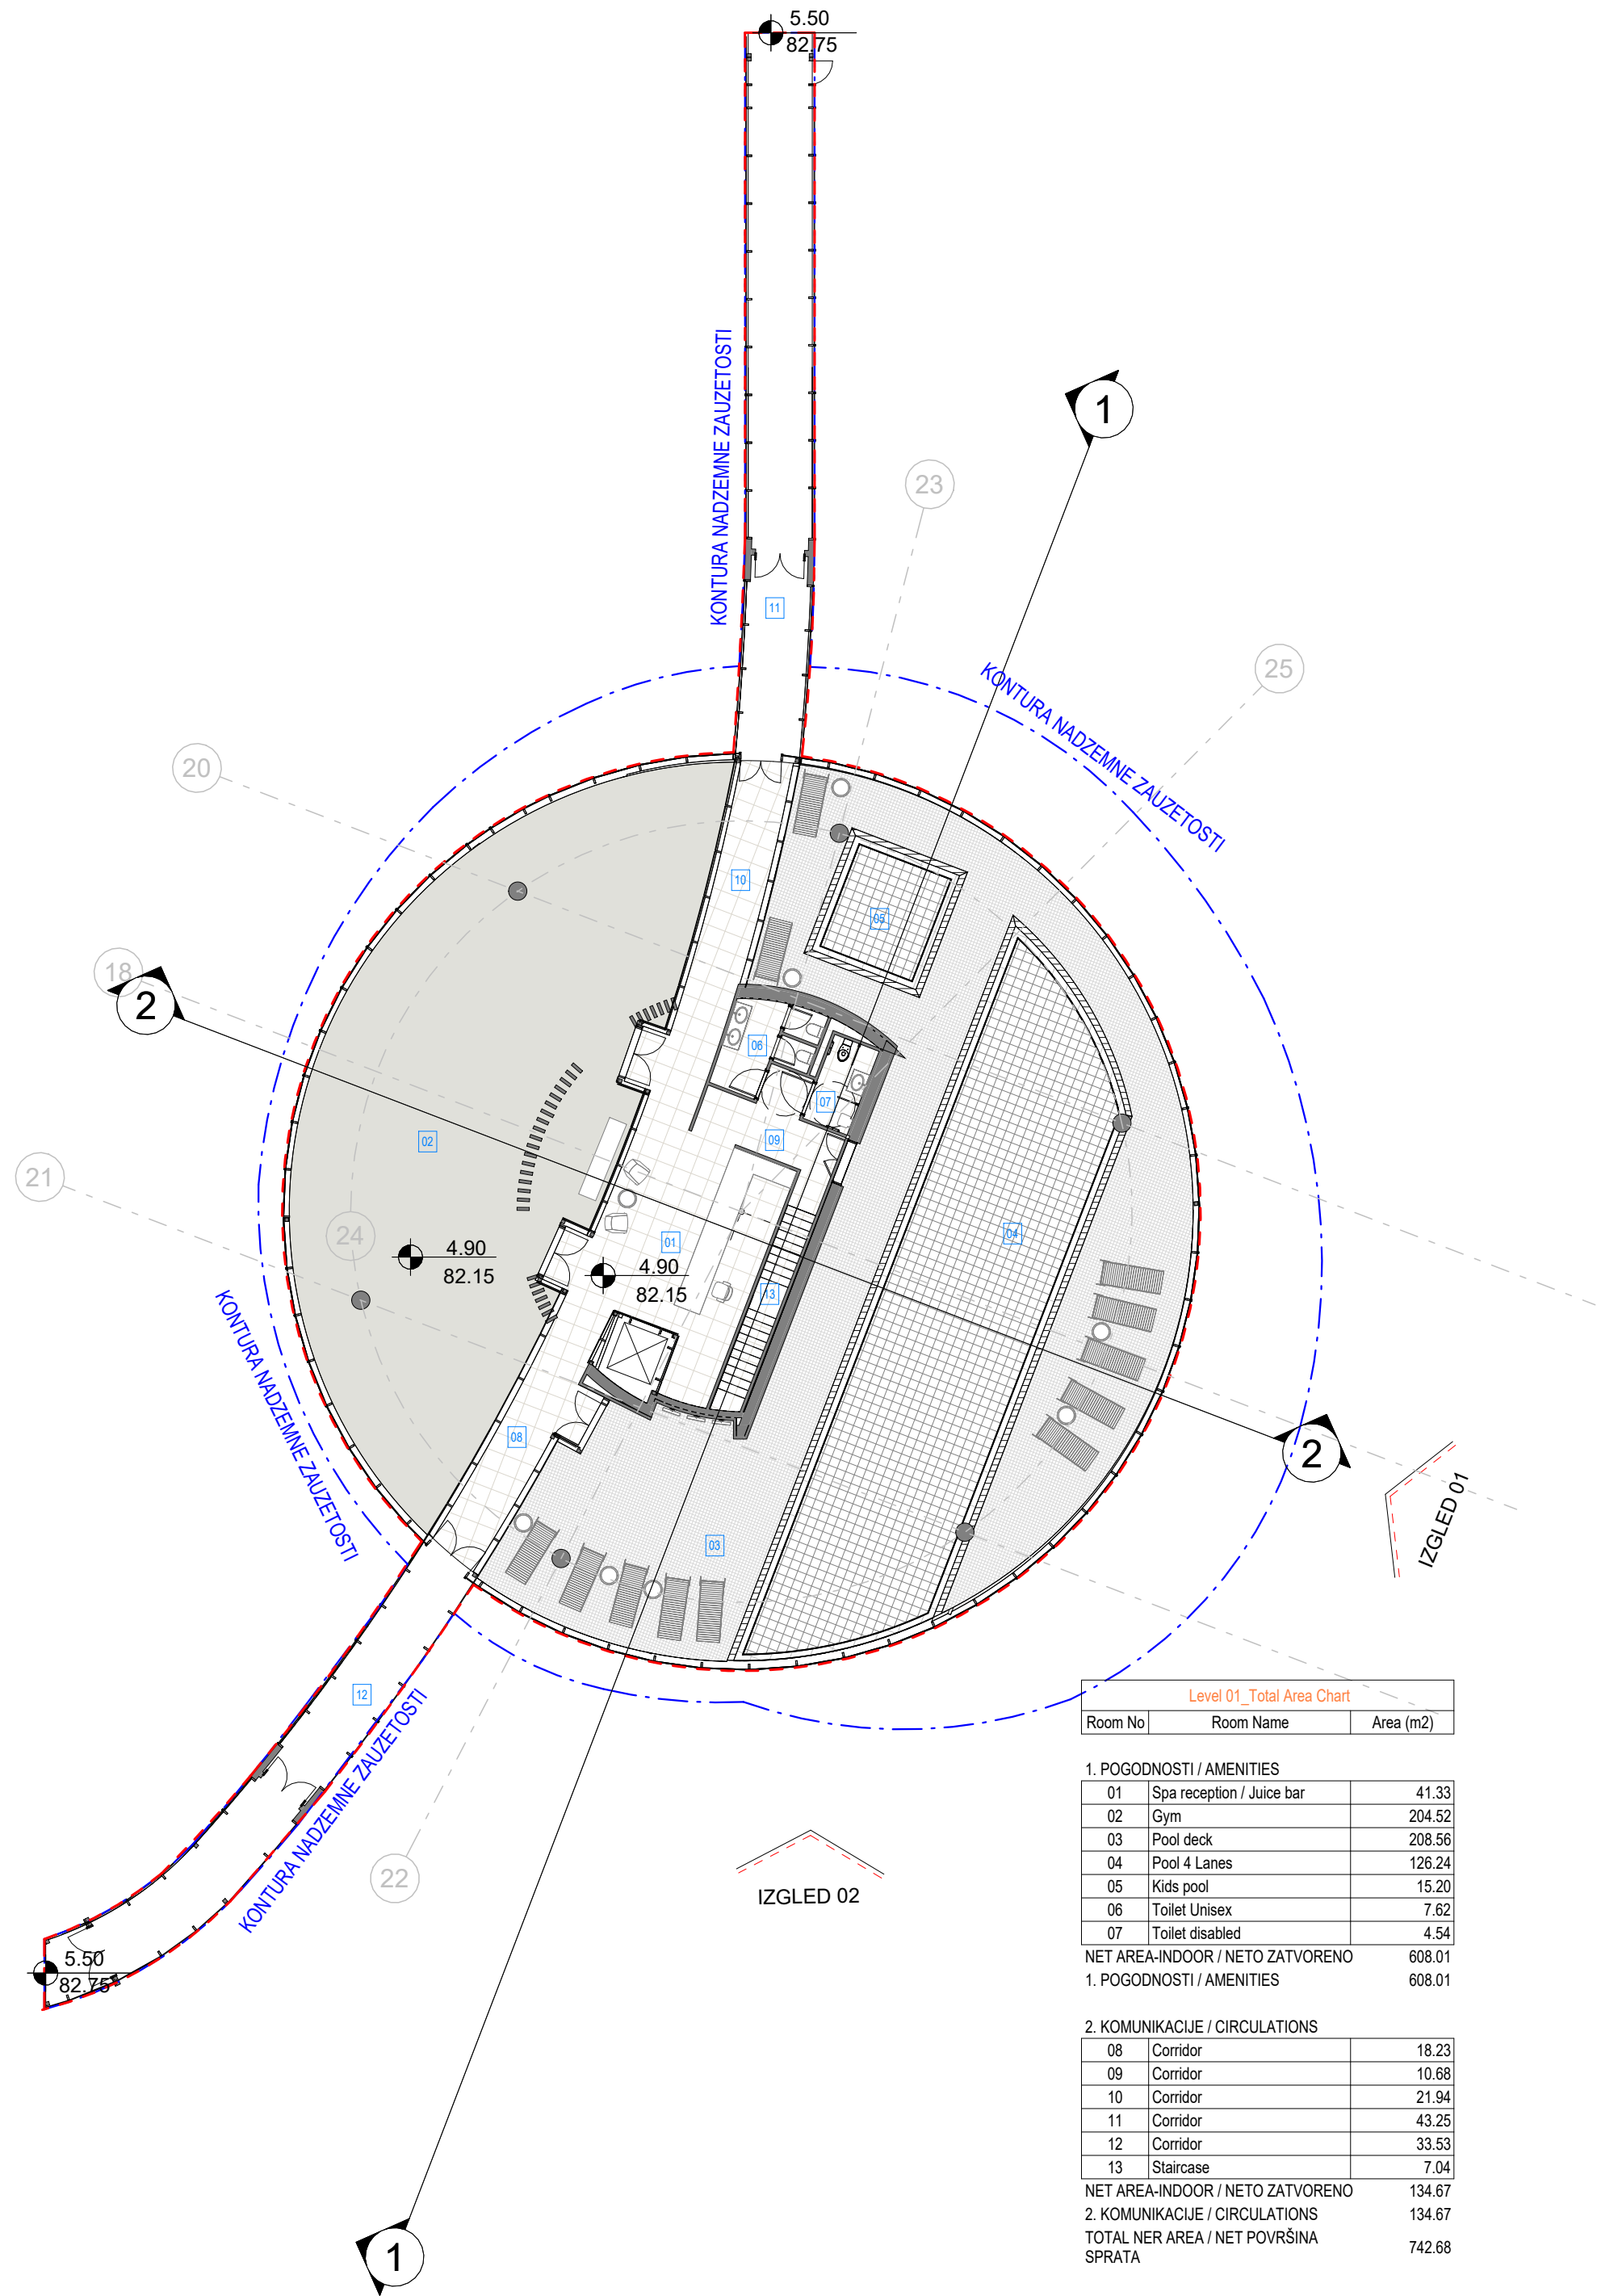 5.50
82.75
KONTURA NADZEMNE ZAUZETOSTI
1
23
11
25
KONTURA NADZEMNE ZAUZETOSTI
20
10
05
18
2
06
07
02
09
21
24
04
01
4.90
82.15
4.90
82.15
13
KONTURA NADZEMNE ZAUZETOSTI
08
2
IZGLED 01
03
12
KONTURA NADZEMNE ZAUZETOSTI
22
IZGLED 02
5.50
82.75
1
Level 01_Total Area Chart
Room No Room Name Area (m2)
1. POGODNOSTI / AMENITIES
01 Spa reception / Juice bar 41.33
02 Gym 204.52
03 Pool deck 208.56
04 Pool 4 Lanes 126.24
05 Kids pool 15.20
06 Toilet Unisex 7.62
07 Toilet disabled 4.54
NET AREA-INDOOR / NETO ZATVORENO 608.01
1. POGODNOSTI / AMENITIES 608.01
2. KOMUNIKACIJE / CIRCULATIONS
08 Corridor 18.23
09 Corridor 10.68
10 Corridor 21.94
11 Corridor 43.25
12 Corridor 33.53
13 Staircase 7.04
NET AREA-INDOOR / NETO ZATVORENO 134.67
2. KOMUNIKACIJE / CIRCULATIONS 134.67
TOTAL NER AREA / NET POVRŠINA
SPRATA 742.68